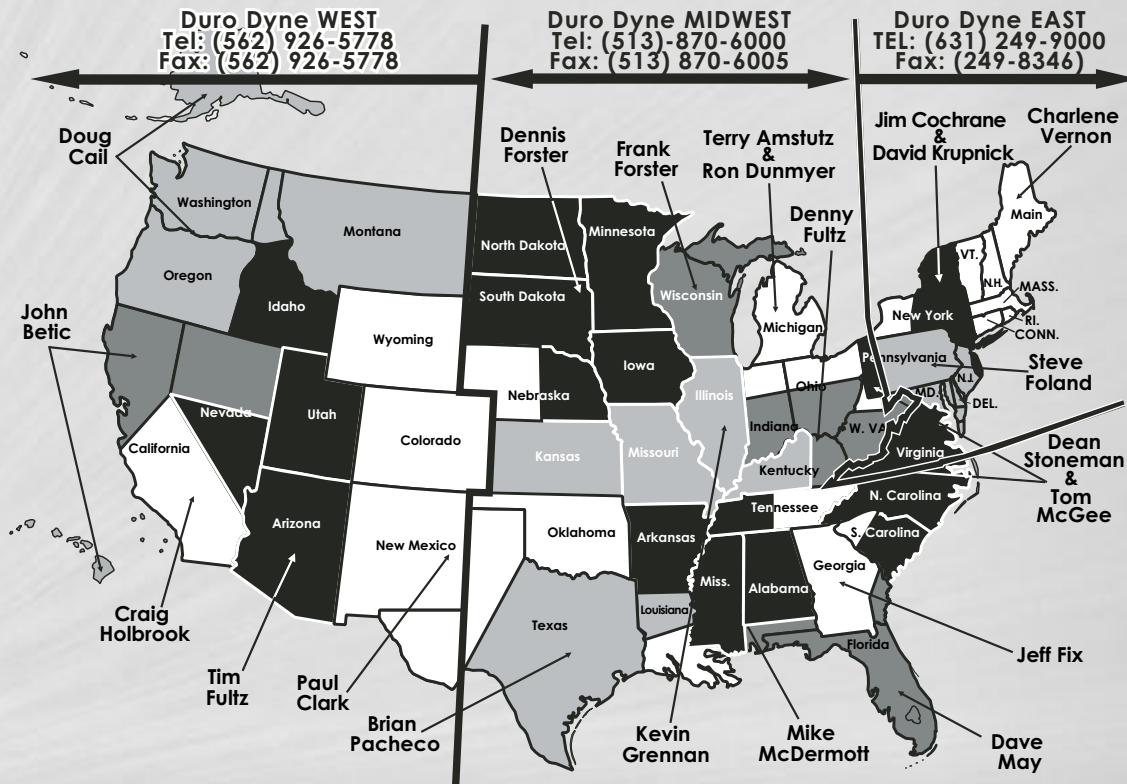 Duro Dyne WEST
Tel: (562) 926-5778
Fax: (562) 926-5778
Duro Dyne MIDWEST
Tel: (513)-870-6000
Fax: (513) 870-6005
Duro Dyne EAST
TEL: (631) 249-9000
Fax: (249-8346)
Doug
Cail
Dennis
Forster
Frank
Forster
Terry Amstutz
&
Ron Dunmyer
Denny
Fultz
Jim Cochrane
&
David Krupnick
Charlene
Vernon
Washington
Montana
North Dakota
Minnesota
Main
VT.
N.H.
MASS.
Oregon
Idaho
South Dakota
Wisconsin
Michigan
New York
RI.
CONN.
John
Betic
Wyoming
Iowa
Pennsylvania
Steve
Foland
Nebraska
Illinois
Ohio
N.J.
MD.
DEL.
Nevada
Utah
Colorado
Indiana
W. VA
California
Kansas
Missouri
Kentucky
Virginia
Dean
Stoneman
&
Tom
McGee
Arizona
New Mexico
Oklahoma
Arkansas
Tennessee
N. Carolina
S. Carolina
Miss.
Alabama
Georgia
Louisiana
Texas
Florida
Craig
Holbrook
Tim
Fultz
Paul
Clark
Brian
Pacheco
Kevin
Grennan
Mike
McDermott
Jeff Fix
Dave
May